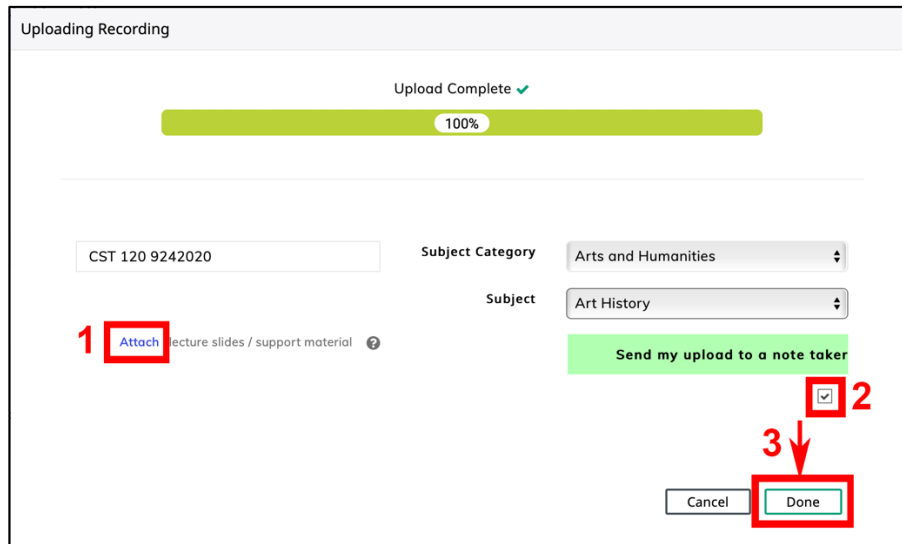 Uploading Recording
Upload Complete
100%
CST 120 9242020
Subject Category
Arts and Humanities
Subject
Art History
1 Attach lecture slides / support material ?
Send my upload to a note taker
2
3
Cancel
Done